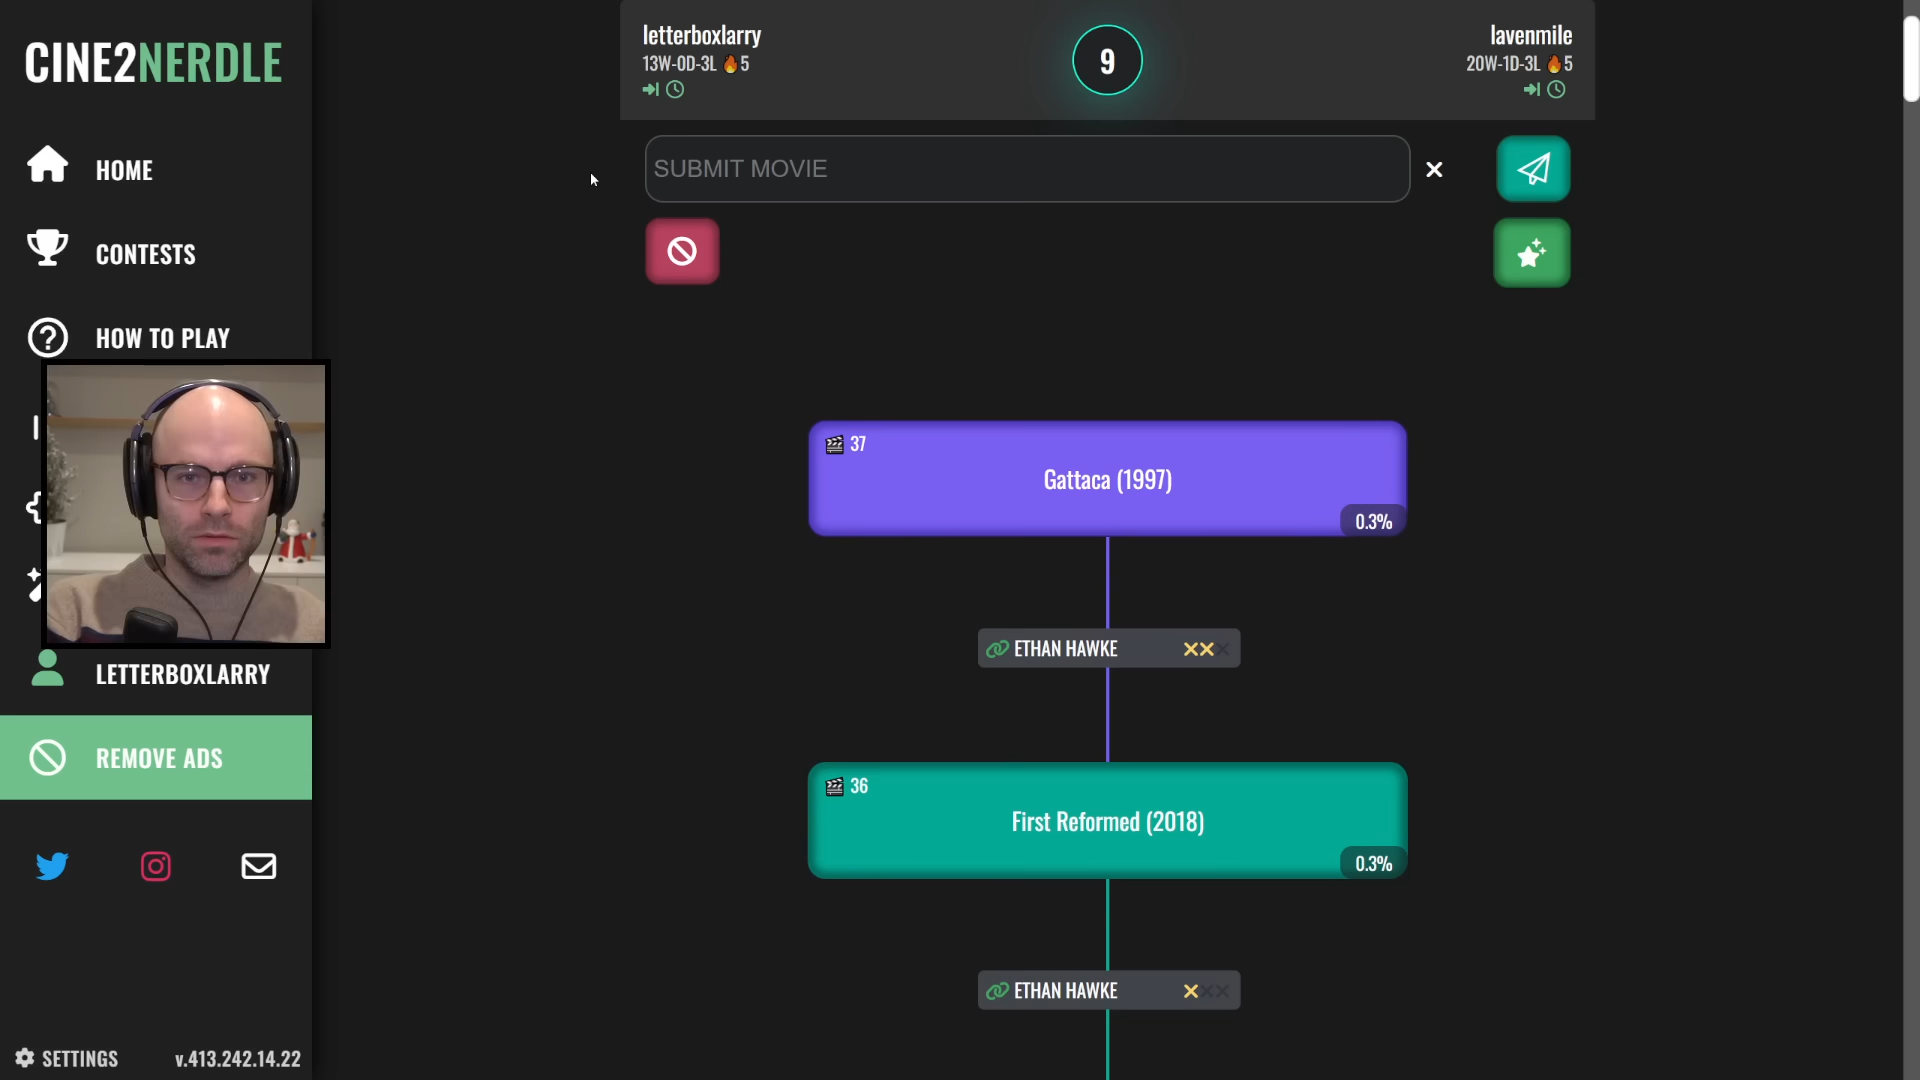 CINE2NERDLE
HOME
CONTESTS
HOW TO PLAY
LETTERBOXLARRY
REMOVE ADS
SETTINGS
v.413.242.14.22
letterboxlarry
13W-0D-3L 🔥5
9
lavenmile
20W-1D-3L 🔥5
SUBMIT MOVIE
37
Gattaca (1997)
0.3%
ETHAN HAWKE
36
First Reformed (2018)
0.3%
ETHAN HAWKE